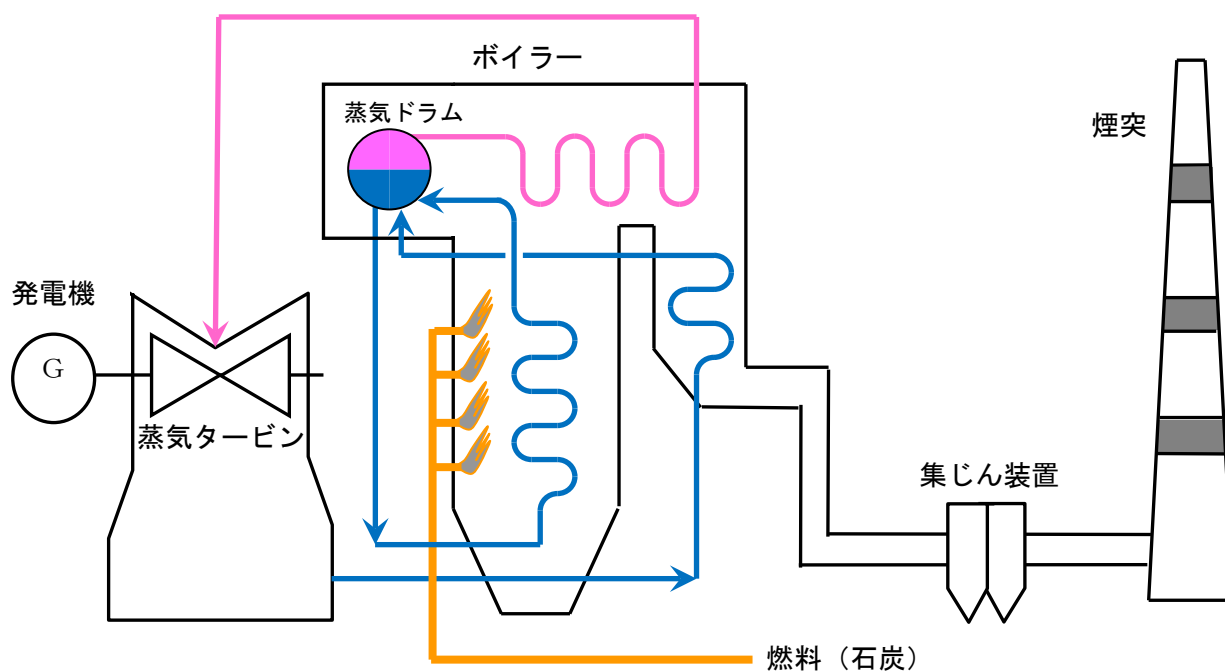 ボイラー
蒸気ドラム
煙突
発電機
G
蒸気タービン
集じん装置
燃料（石炭）